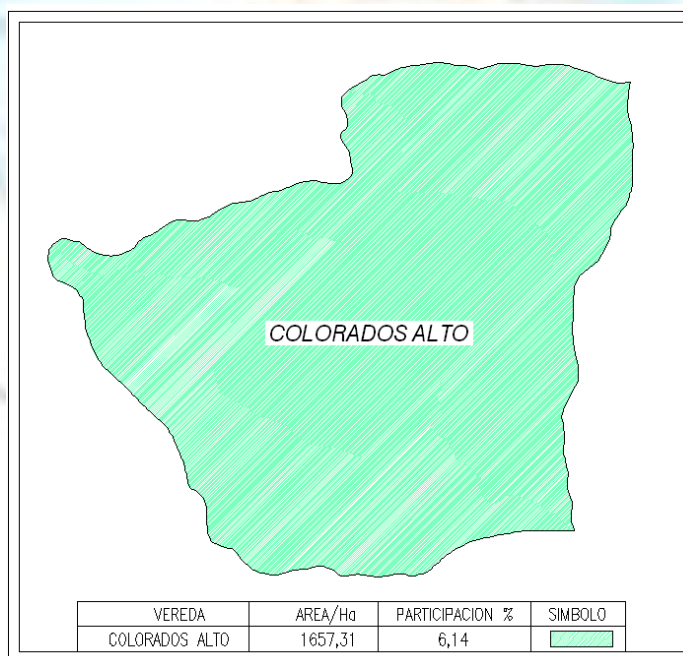 COLORADOS ALTO
VEREDA AREA/Ha PARTICIPACION % SIMBOLO
COLORADOS ALTO 1657,31 6,14